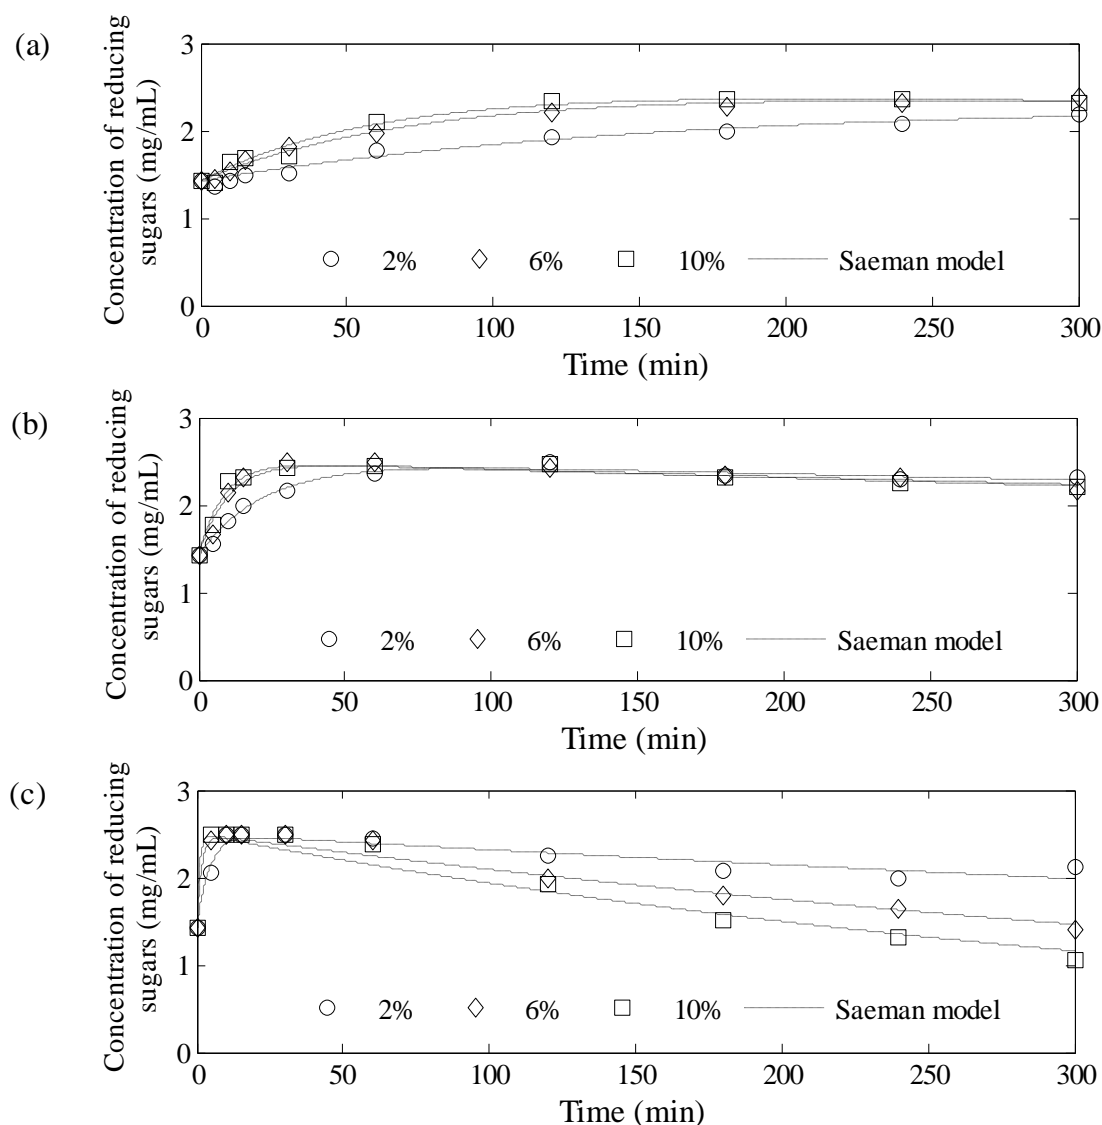 (a)
Concentration of reducing
sugars (mg/mL)
3
2
1
0
2% 6% 10% Saeman model
0 50 100 150 200 250 300
Time (min)
(b)
Concentration of reducing
sugars (mg/mL)
3
2
1
0
2% 6% 10% Saeman model
0 50 100 150 200 250 300
Time (min)
(c)
Concentration of reducing
sugars (mg/mL)
3
2
1
0
2% 6% 10% Saeman model
0 50 100 150 200 250 300
Time (min)